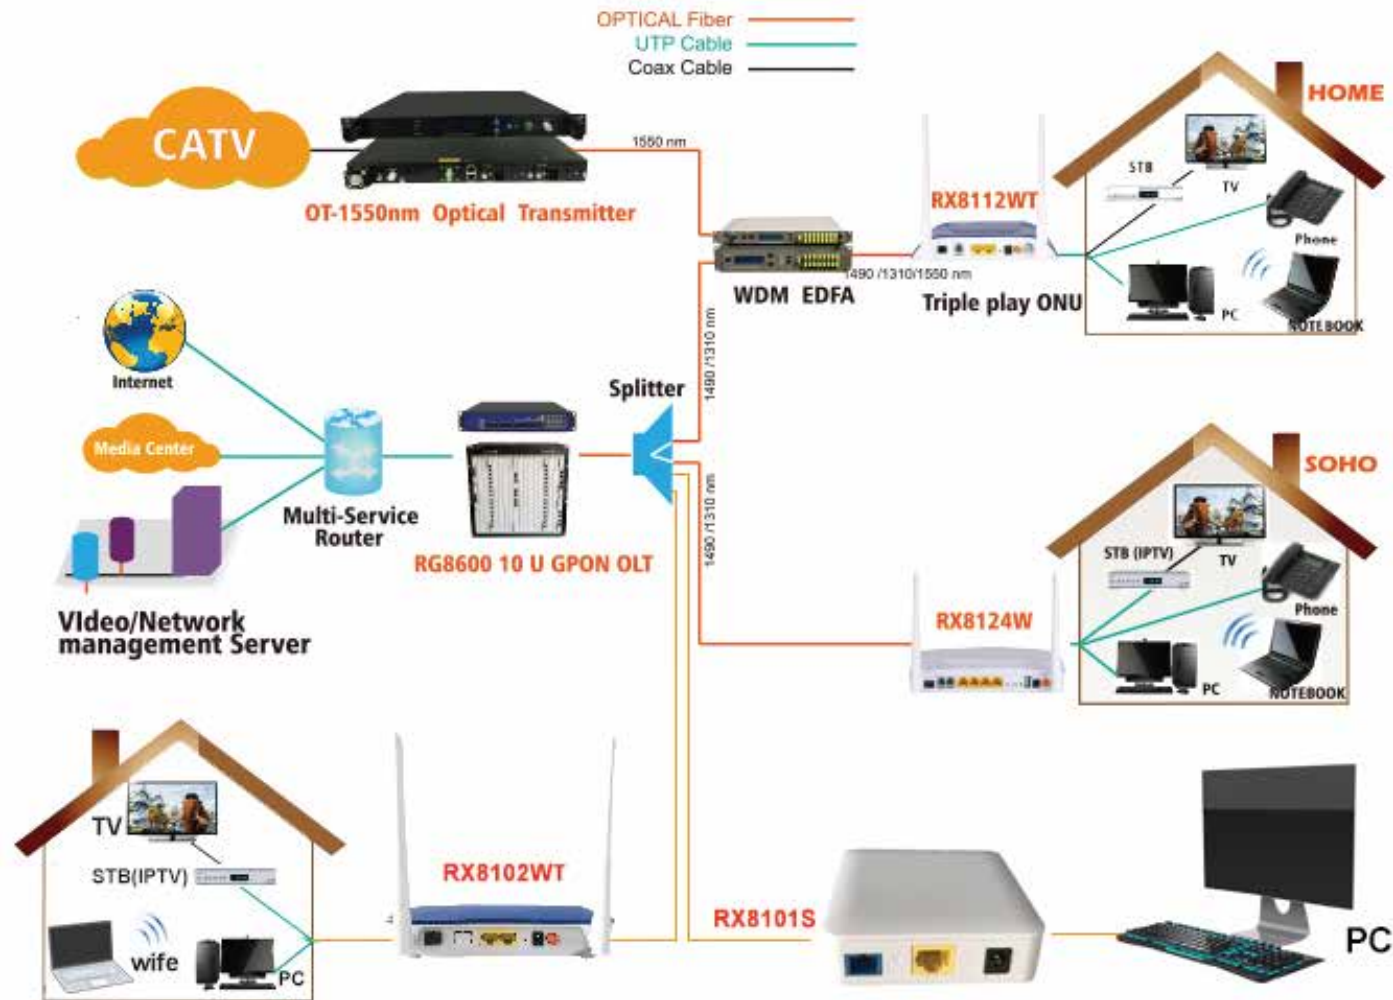 OPTICAL Fiber
UTP Cable
Coax Cable
HOME
CATV
1550 nm
OT-1550nm Optical Transmitter
RX8112WT
STB
TV
Phone
PC
NOTEBOOK
1490 /1310/1550 nm
WDM EDFA
Triple play ONU
1490 /1310 nm
Internet
Splitter
Media Center
Multi-Service
Router
RG8600 10 U GPON OLT
1490 /1310 nm
SOHO
STB (IPTV)
TV
Phone
RX8124W
PC
NOTEBOOK
VIdeo/Network
management Server
TV
STB(IPTV)
wife
PC
RX8102WT
RX8101S
PC